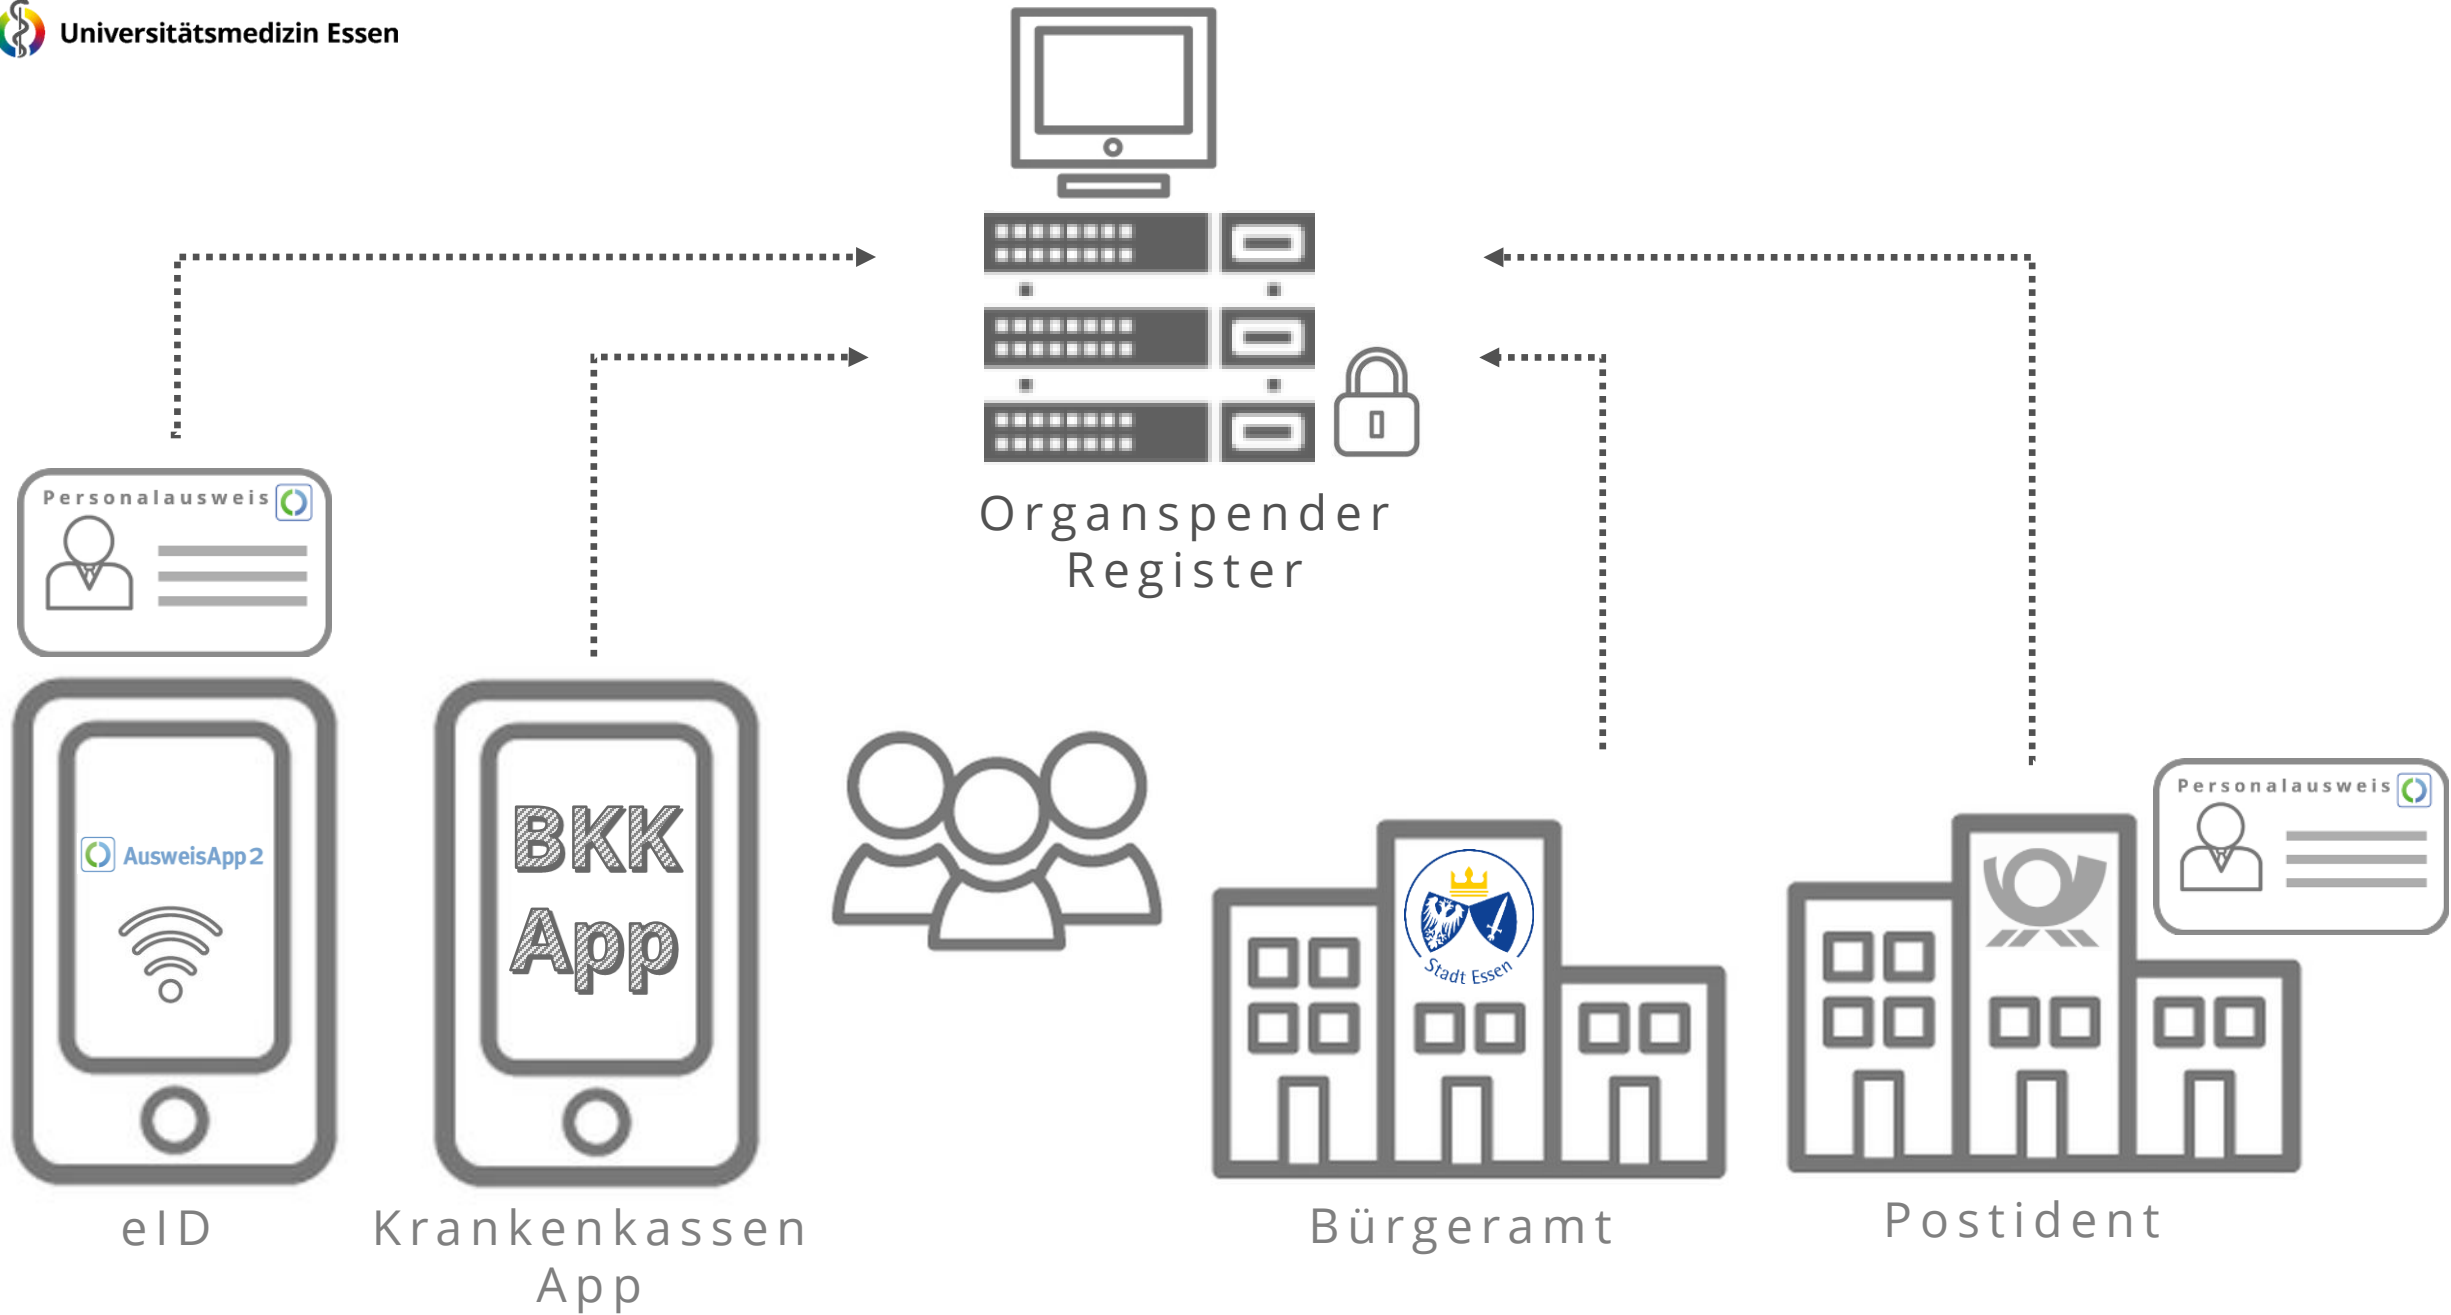 Universitätsmedizin Essen
Organspender
Register
Personalausweis
AusweisApp2
eID
BKK
App
Krankenkassen
App
Stadt Essen
Bürgeramt
Personalausweis
Postident